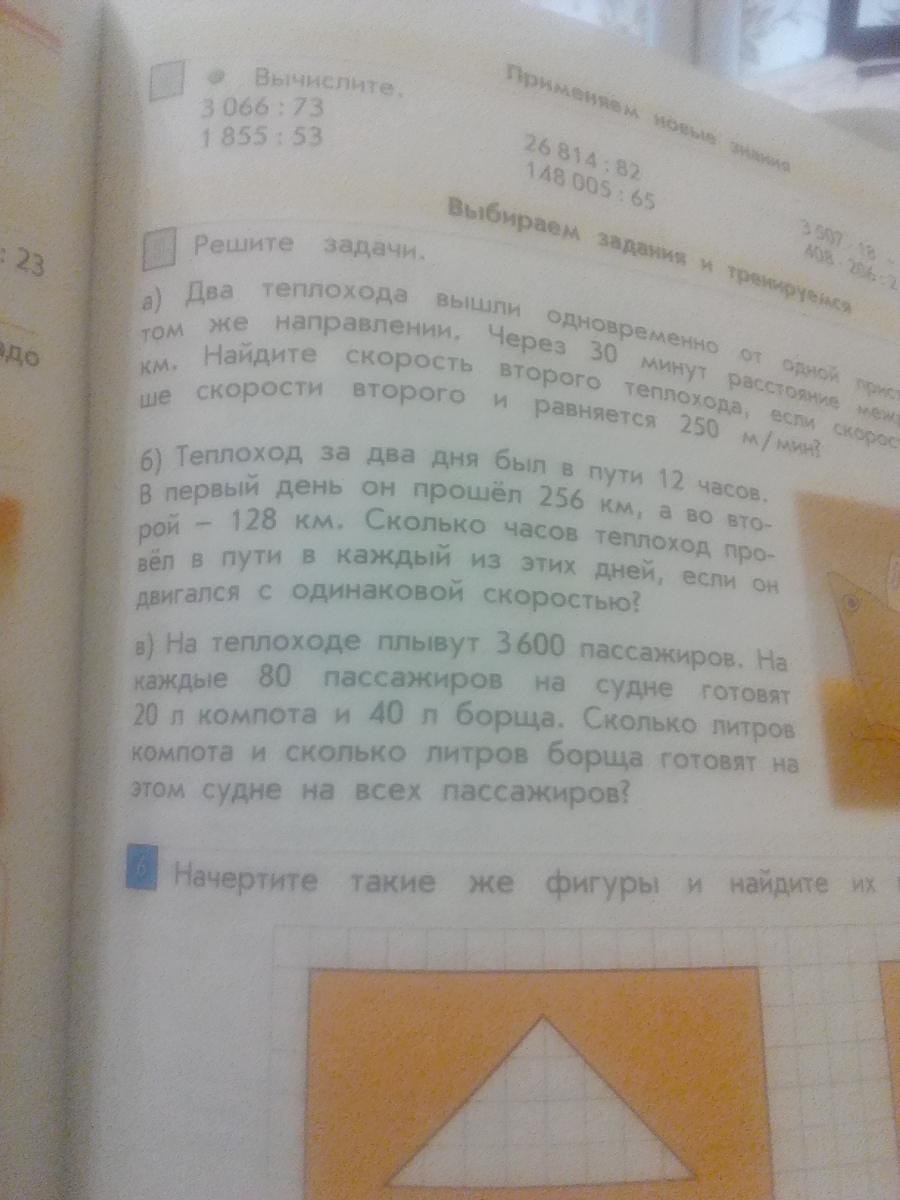 : 23
Вычислите.
3 066 : 73
1 855 : 53
Применяем новые знания
26 814 : 82
148 005 : 65
Выбираем задания и тренируемся
Решите задачи.
а) Два теплохода вышли одновременно от одной
том же направлении. Через 30 минут расстояние
км. Найдите скорость второго теплохода, если
ше скорости второго и равняется 250 м/мин?
б) Теплоход за два дня был в пути 12 часов.
В первый день он прошёл 256 км, а во вто-
рой – 128 км. Сколько часов теплоход про-
вёл в пути в каждый из этих дней, если он
двигался с одинаковой скоростью?
в) На теплоходе плывут 3 600 пассажиров. На
каждые 80 пассажиров на судне готовят
20 л компота и 40 л борща. Сколько литров
компота и сколько литров борща готовят на
этом судне на всех пассажиров?
6 Начертите такие же фигуры и найдите их